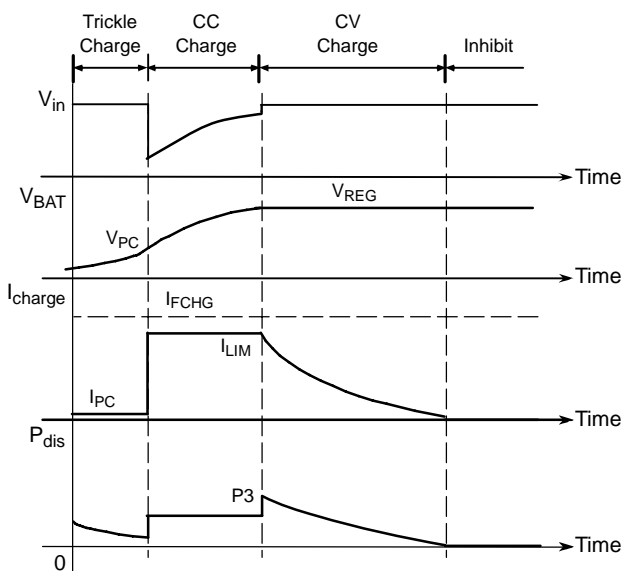 Trickle Charge
CC Charge
CV Charge
Inhibit
Vin
Time
VBAT
VREG
VPC
Time
Icharge
IFCHG
ILIM
IPC
Time
Pdis
P3
Time
0